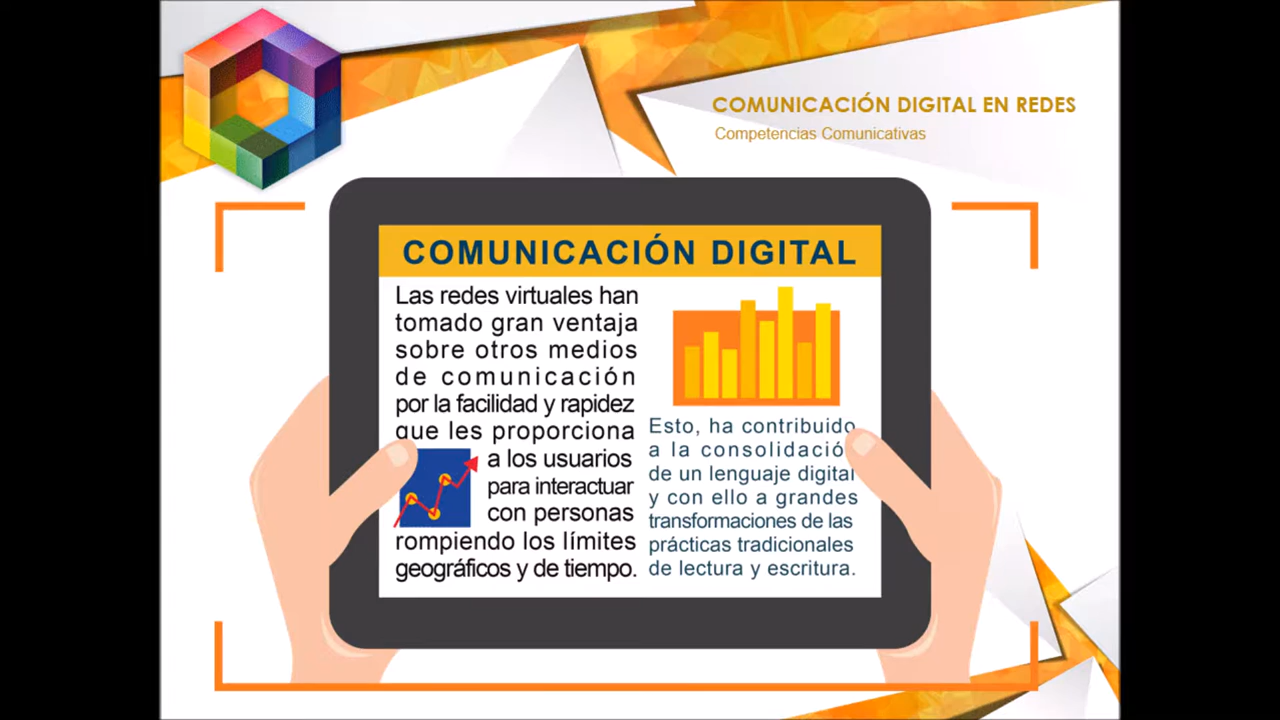 COMUNICACIÓN DIGITAL EN REDES
Competencias Comunicativas
COMUNICACIÓN DIGITAL
Las redes virtuales han
tomado gran ventaja
sobre otros medios
de comunicación
por la facilidad y rapidez
que les proporciona
a los usuarios
para interactuar
con personas
rompiendo los límites
geográficos y de tiempo.
Esto, ha contribuido
a la consolidación
de un lenguaje digital
y con ello a grandes
transformaciones de las
prácticas tradicionales
de lectura y escritura.